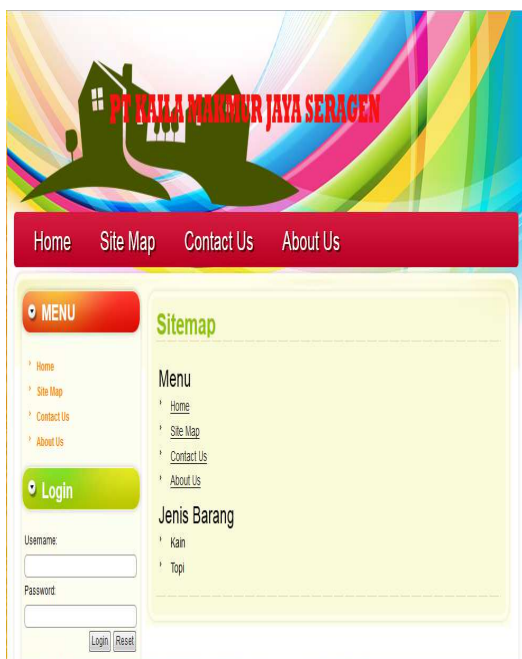 PT KAILA MAKMUR JAYA SERAGEN
Home Site Map Contact Us About Us
MENU
Home
Site Map
Contact Us
About Us
Login
Username:
Password:
Login Reset
Sitemap
Menu
Home
Site Map
Contact Us
About Us
Jenis Barang
Kain
Topi